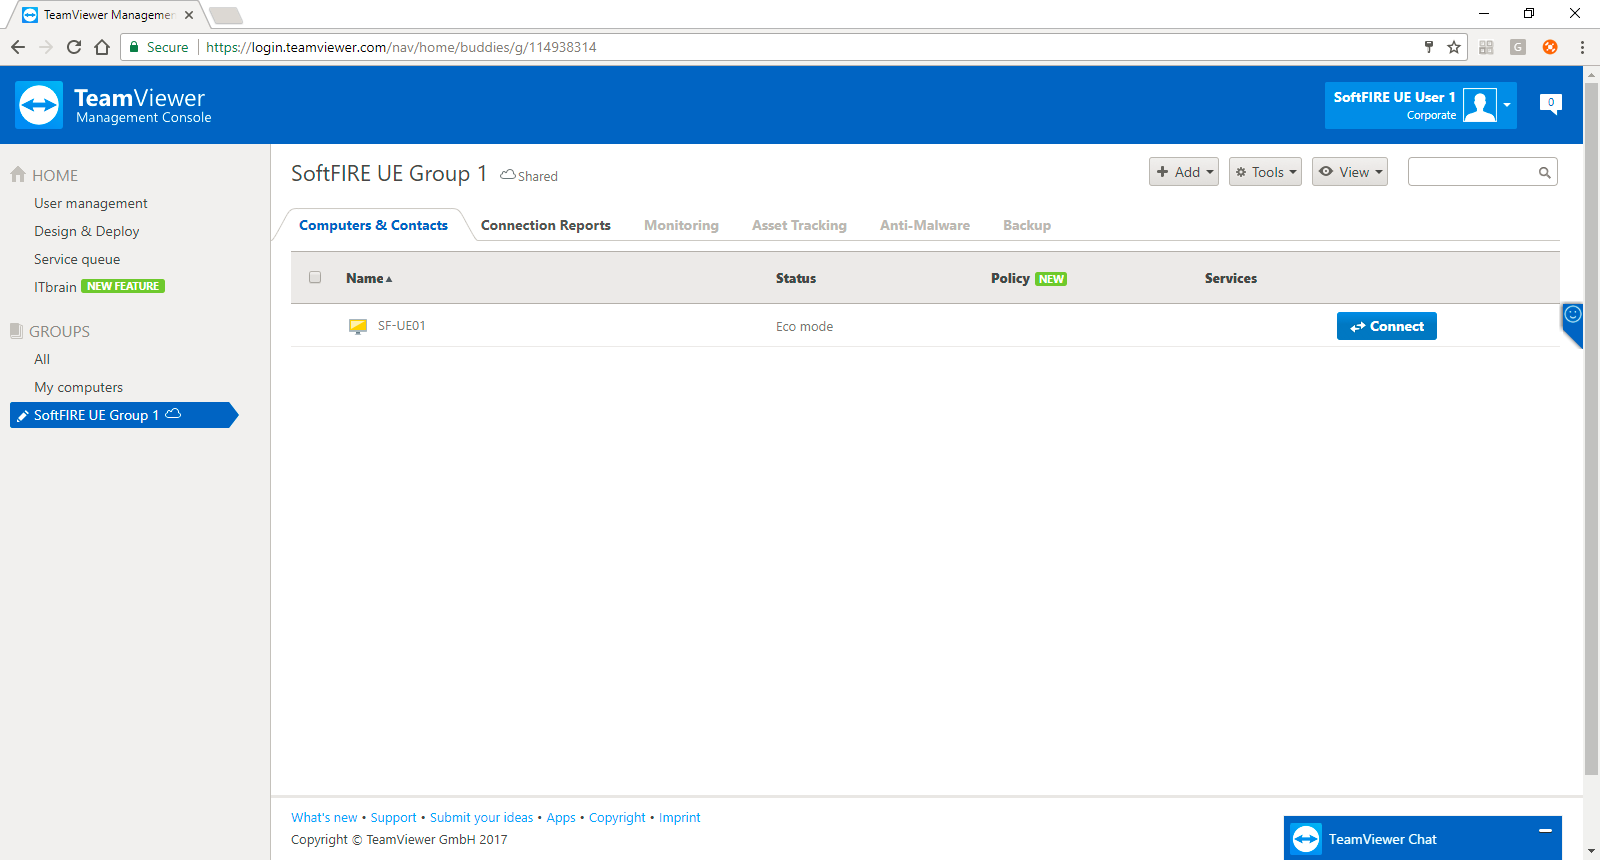 TeamViewer Managemer
Secure https://login.teamviewer.com/nav/home/buddies/g/114938314
G
TeamViewer
Management Console
SoftFIRE UE User 1
Corporate
0
HOME
User management
Design & Deploy
Service queue
ITbrain NEW FEATURE
GROUPS
All
My computers
SoftFIRE UE Group 1
SoftFIRE UE Group 1 Shared
Add Tools View
Computers & Contacts Connection Reports Monitoring Asset Tracking Anti-Malware Backup
Name Status Policy NEW Services
SF-UE01 Eco mode Connect
What's new • Support • Submit your ideas • Apps • Copyright • Imprint
Copyright © TeamViewer GmbH 2017
TeamViewer Chat